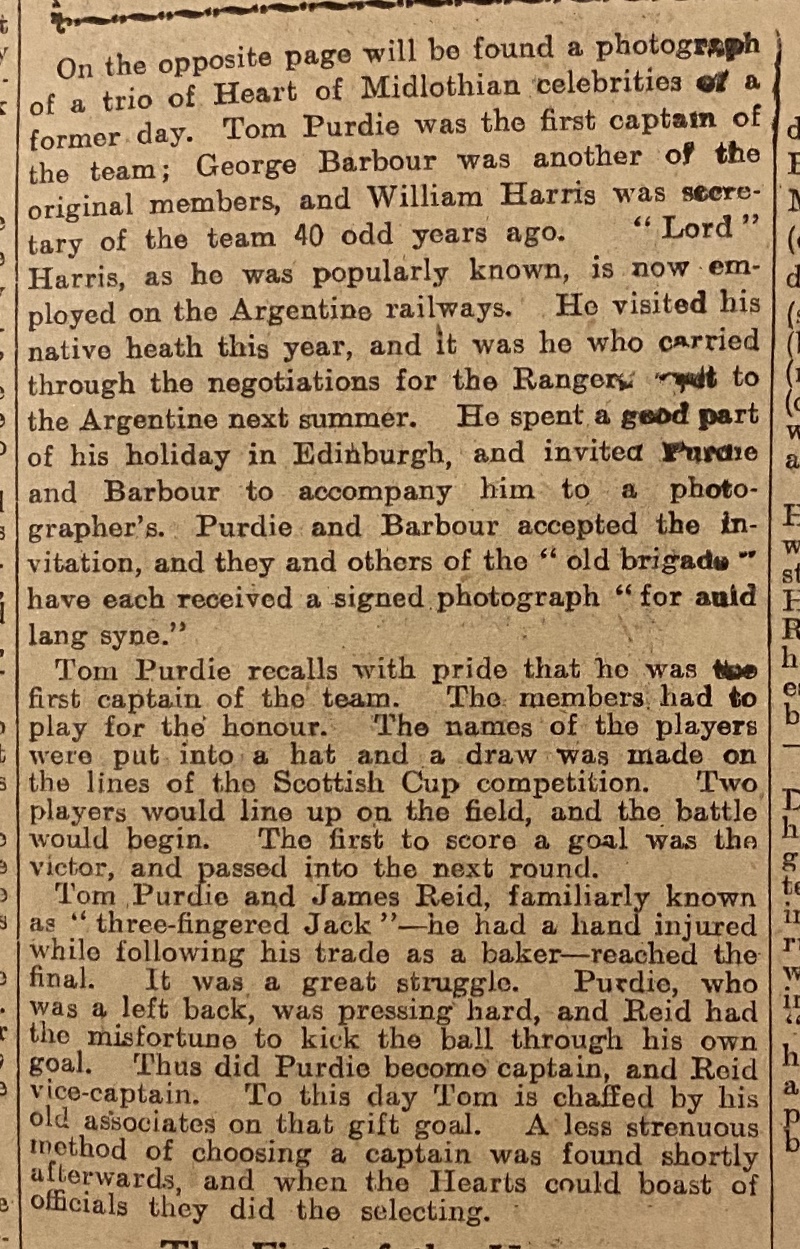 On the opposite page will be found a photograph
of a trio of Heart of Midlothian celebrities of a
former day. Tom Purdie was the first captain of
the team; George Barbour was another of the
original members, and William Harris was secre-
tary of the team 40 odd years ago. "Lord"
Harris, as he was popularly known, is now em-
ployed on the Argentine railways. He visited his
native heath this year, and it was he who carried
through the negotiations for the Rangers to
the Argentine next summer. He spent a good part
of his holiday in Edinburgh, and invited Purdie
and Barbour to accompany him to a photo-
grapher's. Purdie and Barbour accepted the in-
vitation, and they and others of the "old brigade"
have each received a signed photograph "for auld
lang syne."
Tom Purdie recalls with pride that he was the
first captain of the team. The members had to
play for the honour. The names of the players
were put into a hat and a draw was made on
the lines of the Scottish Cup competition. Two
players would line up on the field, and the battle
would begin. The first to score a goal was the
victor, and passed into the next round.
Tom Purdie and James Reid, familiarly known
as "three-fingered Jack"—he had a hand injured
while following his trade as a baker—reached the
final. It was a great struggle. Purdie, who
was a left back, was pressing hard, and Reid had
the misfortune to kick the ball through his own
goal. Thus did Purdie become captain, and Reid
vice-captain. To this day Tom is chaffed by his
old associates on that gift goal. A less strenuous
method of choosing a captain was found shortly
afterwards, and when the Hearts could boast of
officials they did the selecting.